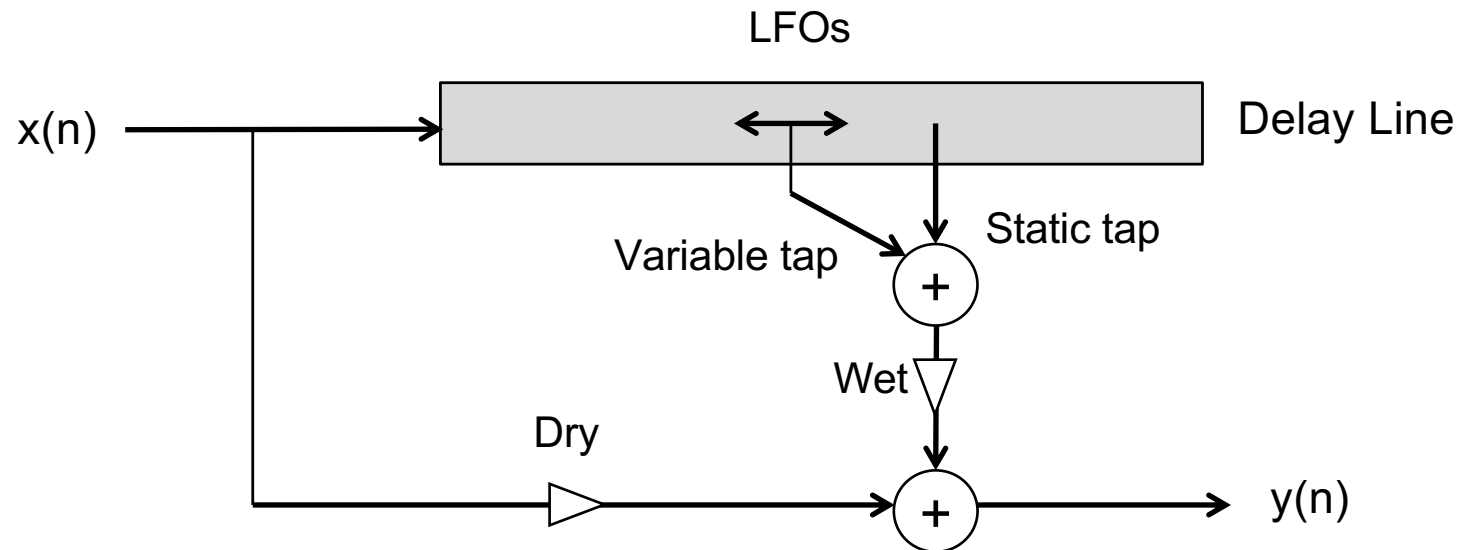 LFOs
x(n)
Delay Line
Variable tap
Static tap
+
Wet
Dry
+
y(n)